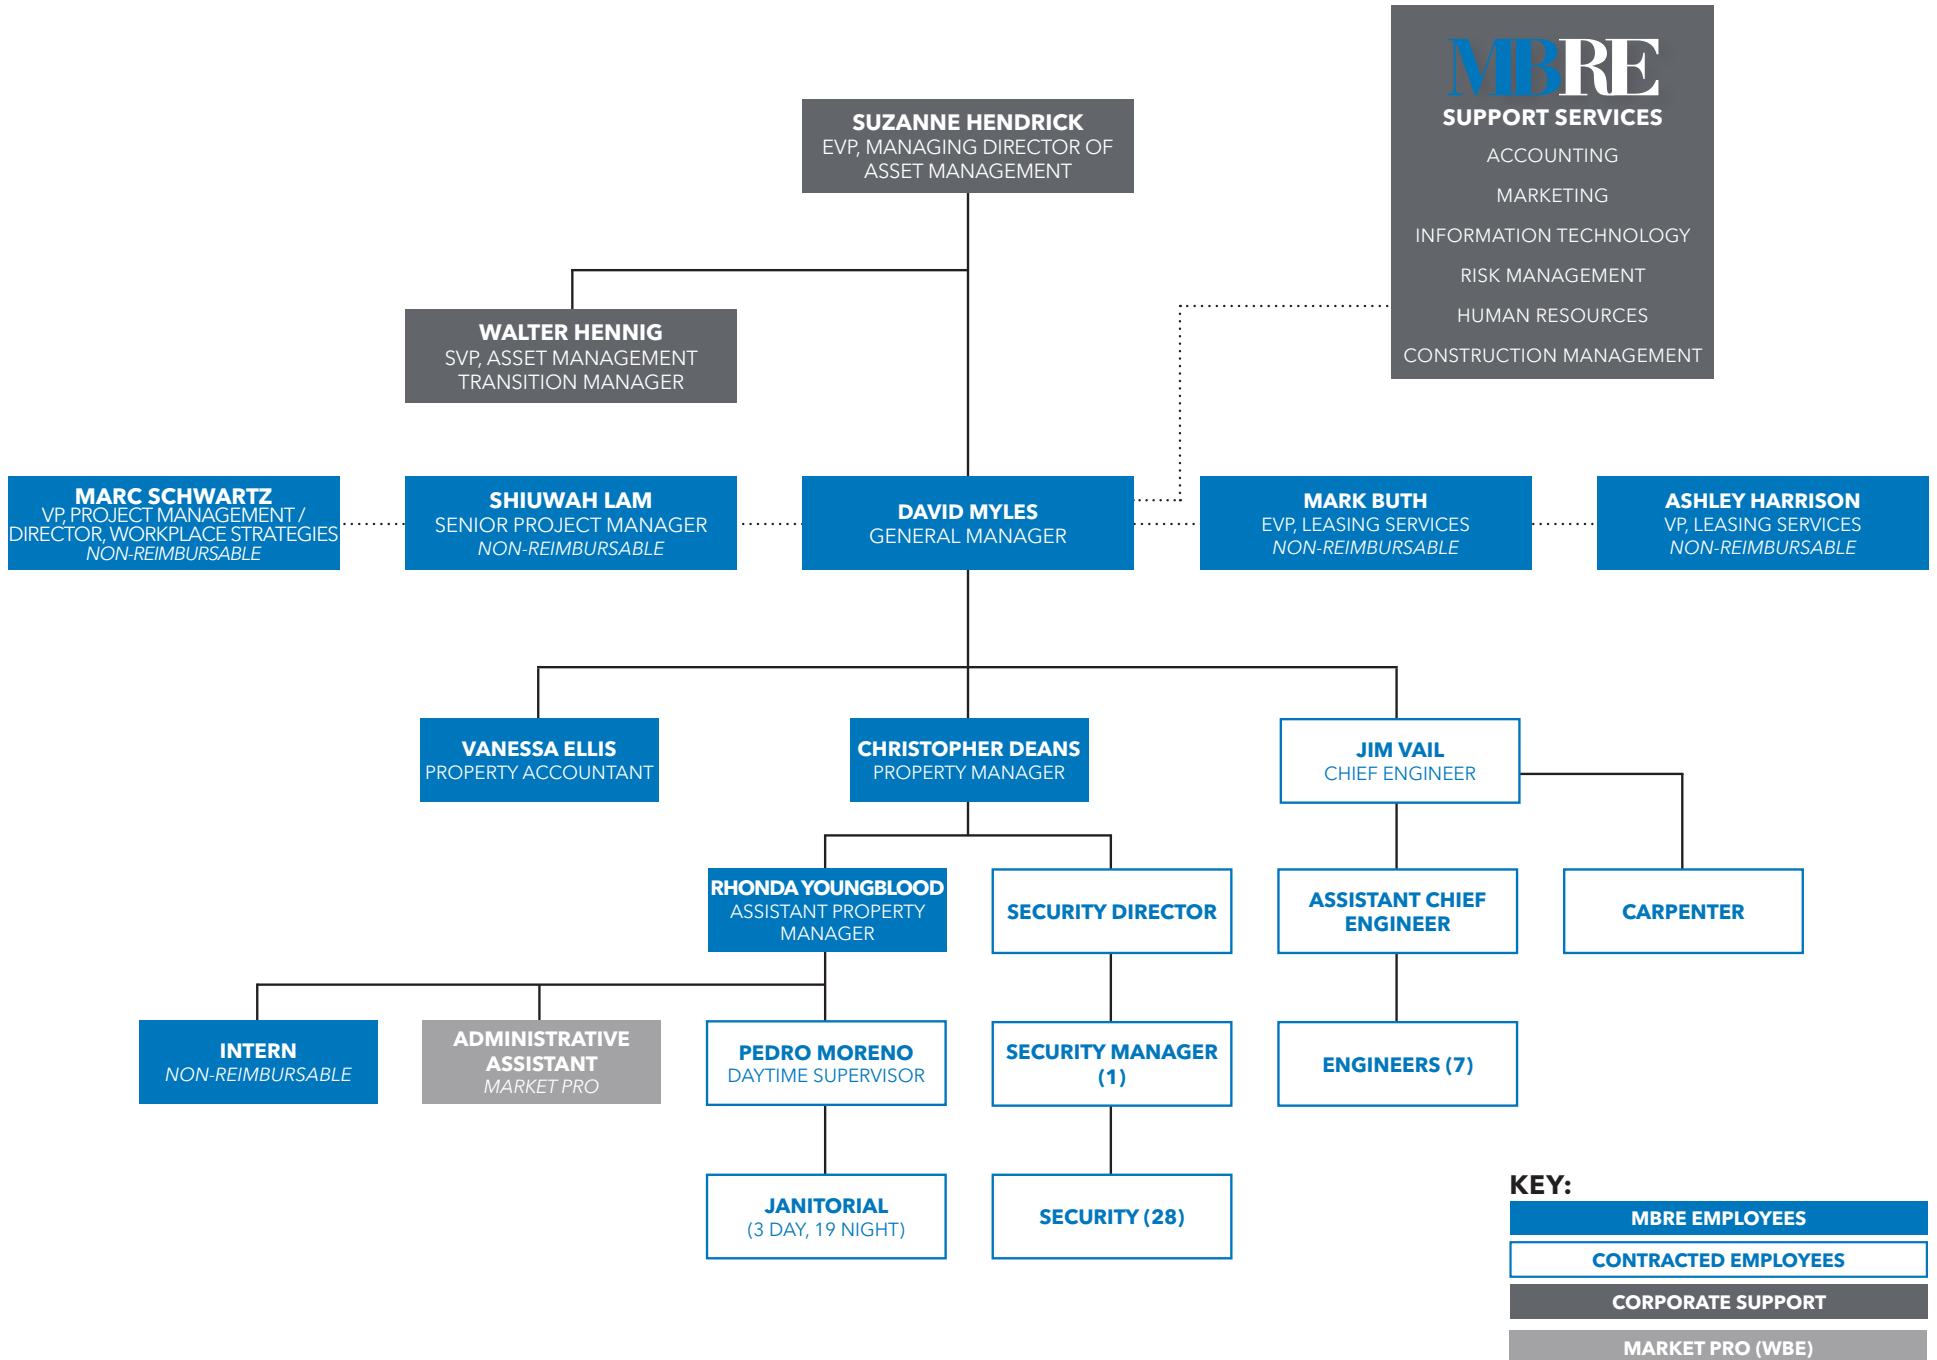 MBRE
SUPPORT SERVICES
ACCOUNTING
MARKETING
INFORMATION TECHNOLOGY
RISK MANAGEMENT
HUMAN RESOURCES
CONSTRUCTION MANAGEMENT
SUZANNE HENDRICK
EVP, MANAGING DIRECTOR OF
ASSET MANAGEMENT
WALTER HENNIG
SVP, ASSET MANAGEMENT
TRANSITION MANAGER
MARC SCHWARTZ
VP, PROJECT MANAGEMENT /
DIRECTOR, WORKPLACE STRATEGIES
NON-REIMBURSABLE
SHIUWAH LAM
SENIOR PROJECT MANAGER
NON-REIMBURSABLE
DAVID MYLES
GENERAL MANAGER
MARK BUTH
EVP, LEASING SERVICES
NON-REIMBURSABLE
ASHLEY HARRISON
VP, LEASING SERVICES
NON-REIMBURSABLE
VANESSA ELLIS
PROPERTY ACCOUNTANT
CHRISTOPHER DEANS
PROPERTY MANAGER
JIM VAIL
CHIEF ENGINEER
RHONDA YOUNGBLOOD
ASSISTANT PROPERTY
MANAGER
SECURITY DIRECTOR
ASSISTANT CHIEF
ENGINEER
CARPENTER
INTERN
NON-REIMBURSABLE
ADMINISTRATIVE
ASSISTANT
MARKET PRO
PEDRO MORENO
DAYTIME SUPERVISOR
SECURITY MANAGER
(1)
ENGINEERS (7)
JANITORIAL
(3 DAY, 19 NIGHT)
SECURITY (28)
KEY:
MBRE EMPLOYEES
CONTRACTED EMPLOYEES
CORPORATE SUPPORT
MARKET PRO (WBE)